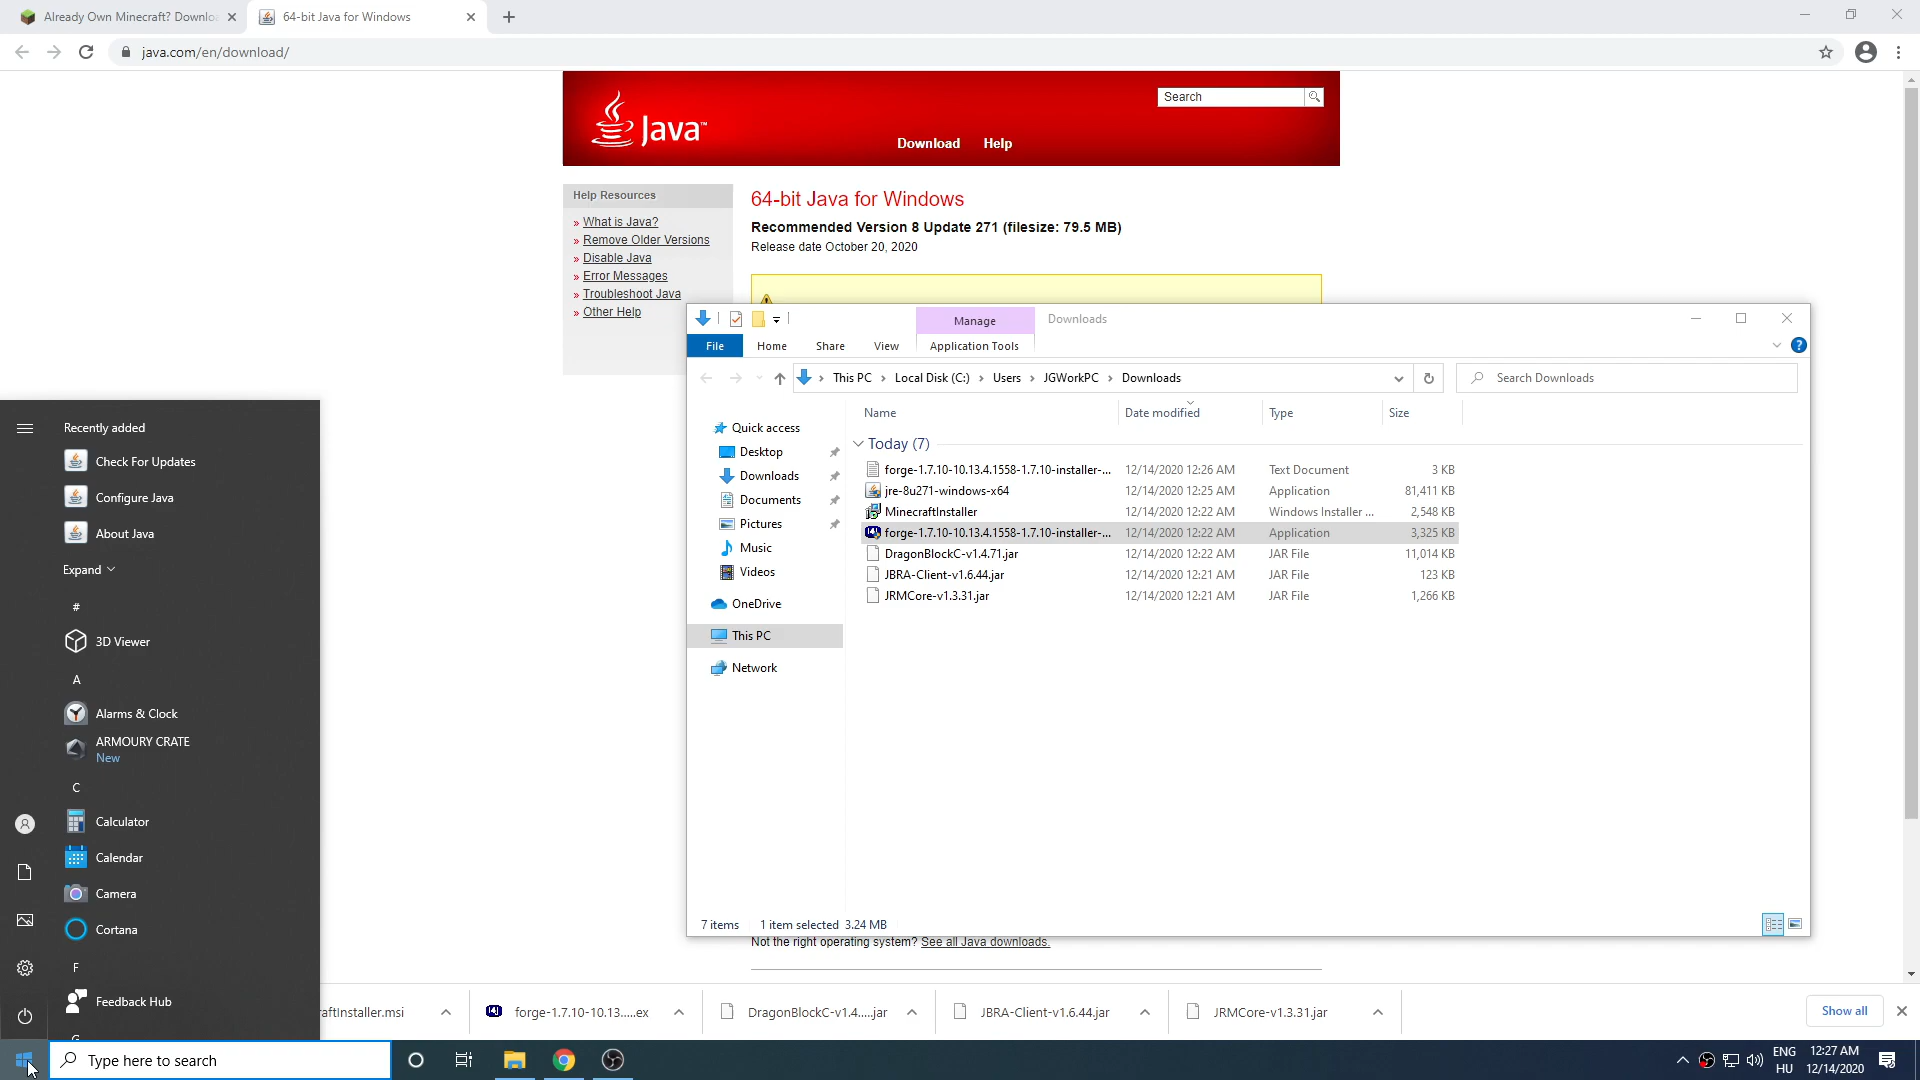 Already Own Minecraft? Downlo
64-bit Java for Windows
java.com/en/download/
Search
Java™
Download Help
Help Resources
» What is Java?
» Remove Older Versions
» Disable Java
» Error Messages
» Troubleshoot Java
» Other Help
64-bit Java for Windows
Recommended Version 8 Update 271 (filesize: 79.5 MB)
Release date October 20, 2020
Manage Downloads
File Home Share View Application Tools
This PC › Local Disk (C:) › Users › JGWorkPC › Downloads
Search Downloads
Quick access
Desktop
Downloads
Documents
Pictures
Music
Videos
OneDrive
This PC
Network
Name Date modified Type Size
Today (7)
forge-1.7.10-10.13.4.1558-1.7.10-installer-... 12/14/2020 12:26 AM Text Document 3 KB
jre-8u271-windows-x64 12/14/2020 12:25 AM Application 81,411 KB
MinecraftInstaller 12/14/2020 12:22 AM Windows Installer ... 2,548 KB
forge-1.7.10-10.13.4.1558-1.7.10-installer-... 12/14/2020 12:22 AM Application 3,325 KB
DragonBlockC-v1.4.71.jar 12/14/2020 12:22 AM JAR File 11,014 KB
JBRA-Client-v1.6.44.jar 12/14/2020 12:21 AM JAR File 123 KB
JRMCore-v1.3.31.jar 12/14/2020 12:21 AM JAR File 1,266 KB
7 items 1 item selected 3.24 MB
Not the right operating system? See all Java downloads.
Recently added
Check For Updates
Configure Java
About Java
Expand
#
3D Viewer
A
Alarms & Clock
ARMOURY CRATE
New
C
Calculator
Calendar
Camera
Cortana
F
Feedback Hub
aftInstaller.msi
forge-1.7.10-10.13.....ex
DragonBlockC-v1.4.....jar
JBRA-Client-v1.6.44.jar
JRMCore-v1.3.31.jar
Show all
Type here to search
ENG
HU
12:27 AM
12/14/2020